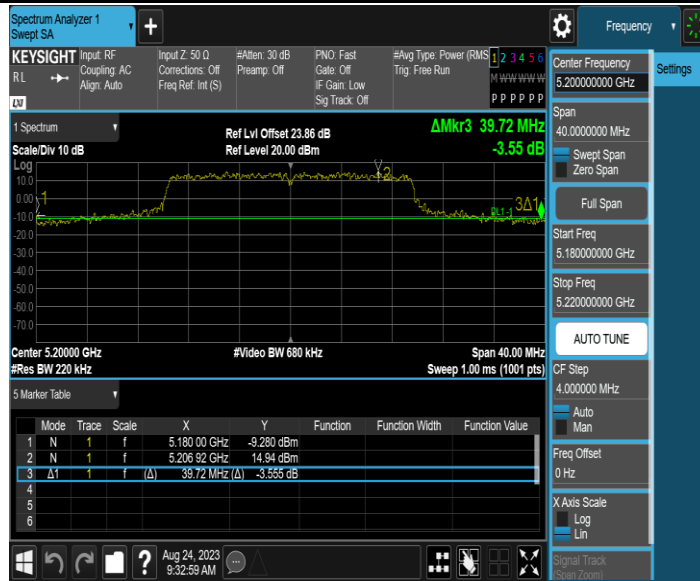 Spectrum Analyzer 1
Swept SA
Frequency
KEYSIGHT
RL
LXI
Input: RF
Coupling: AC
Align: Auto
Input Z: 50 Ω
Corrections: Off
Freq Ref: Int (S)
#Atten: 30 dB
Preamp: Off
PNO: Fast
Gate: Off
IF Gain: Low
Sig Track: Off
#Avg Type: Power (RMS
Trig: Free Run
1 2 3 4 5 6
M W W W W W
P P P P P P
Center Frequency
5.200000000 GHz
Settings
Span
40.0000000 MHz
Swept Span
Zero Span
Full Span
Start Freq
5.180000000 GHz
Stop Freq
5.220000000 GHz
AUTO TUNE
CF Step
4.000000 MHz
Auto
Man
Freq Offset
0 Hz
X Axis Scale
Log
Lin
Signal Track
(Span Zoom)
1 Spectrum
Scale/Div 10 dB
Ref Lvl Offset 23.86 dB
Ref Level 20.00 dBm
ΔMkr3 39.72 MHz
-3.55 dB
Log
10.0
0.00
-10.0
-20.0
-30.0
-40.0
-50.0
-60.0
-70.0
1
2
3Δ1
Center 5.20000 GHz
#Video BW 680 kHz
Span 40.00 MHz
#Res BW 220 kHz
Sweep 1.00 ms (1001 pts)
5 Marker Table
Mode Trace Scale X Y Function Function Width Function Value
1 N 1 f 5.180 00 GHz -9.280 dBm
2 N 1 f 5.206 92 GHz 14.94 dBm
3 Δ1 1 f (Δ) 39.72 MHz (Δ) -3.555 dB
4
5
6
?
Aug 24, 2023
9:32:59 AM